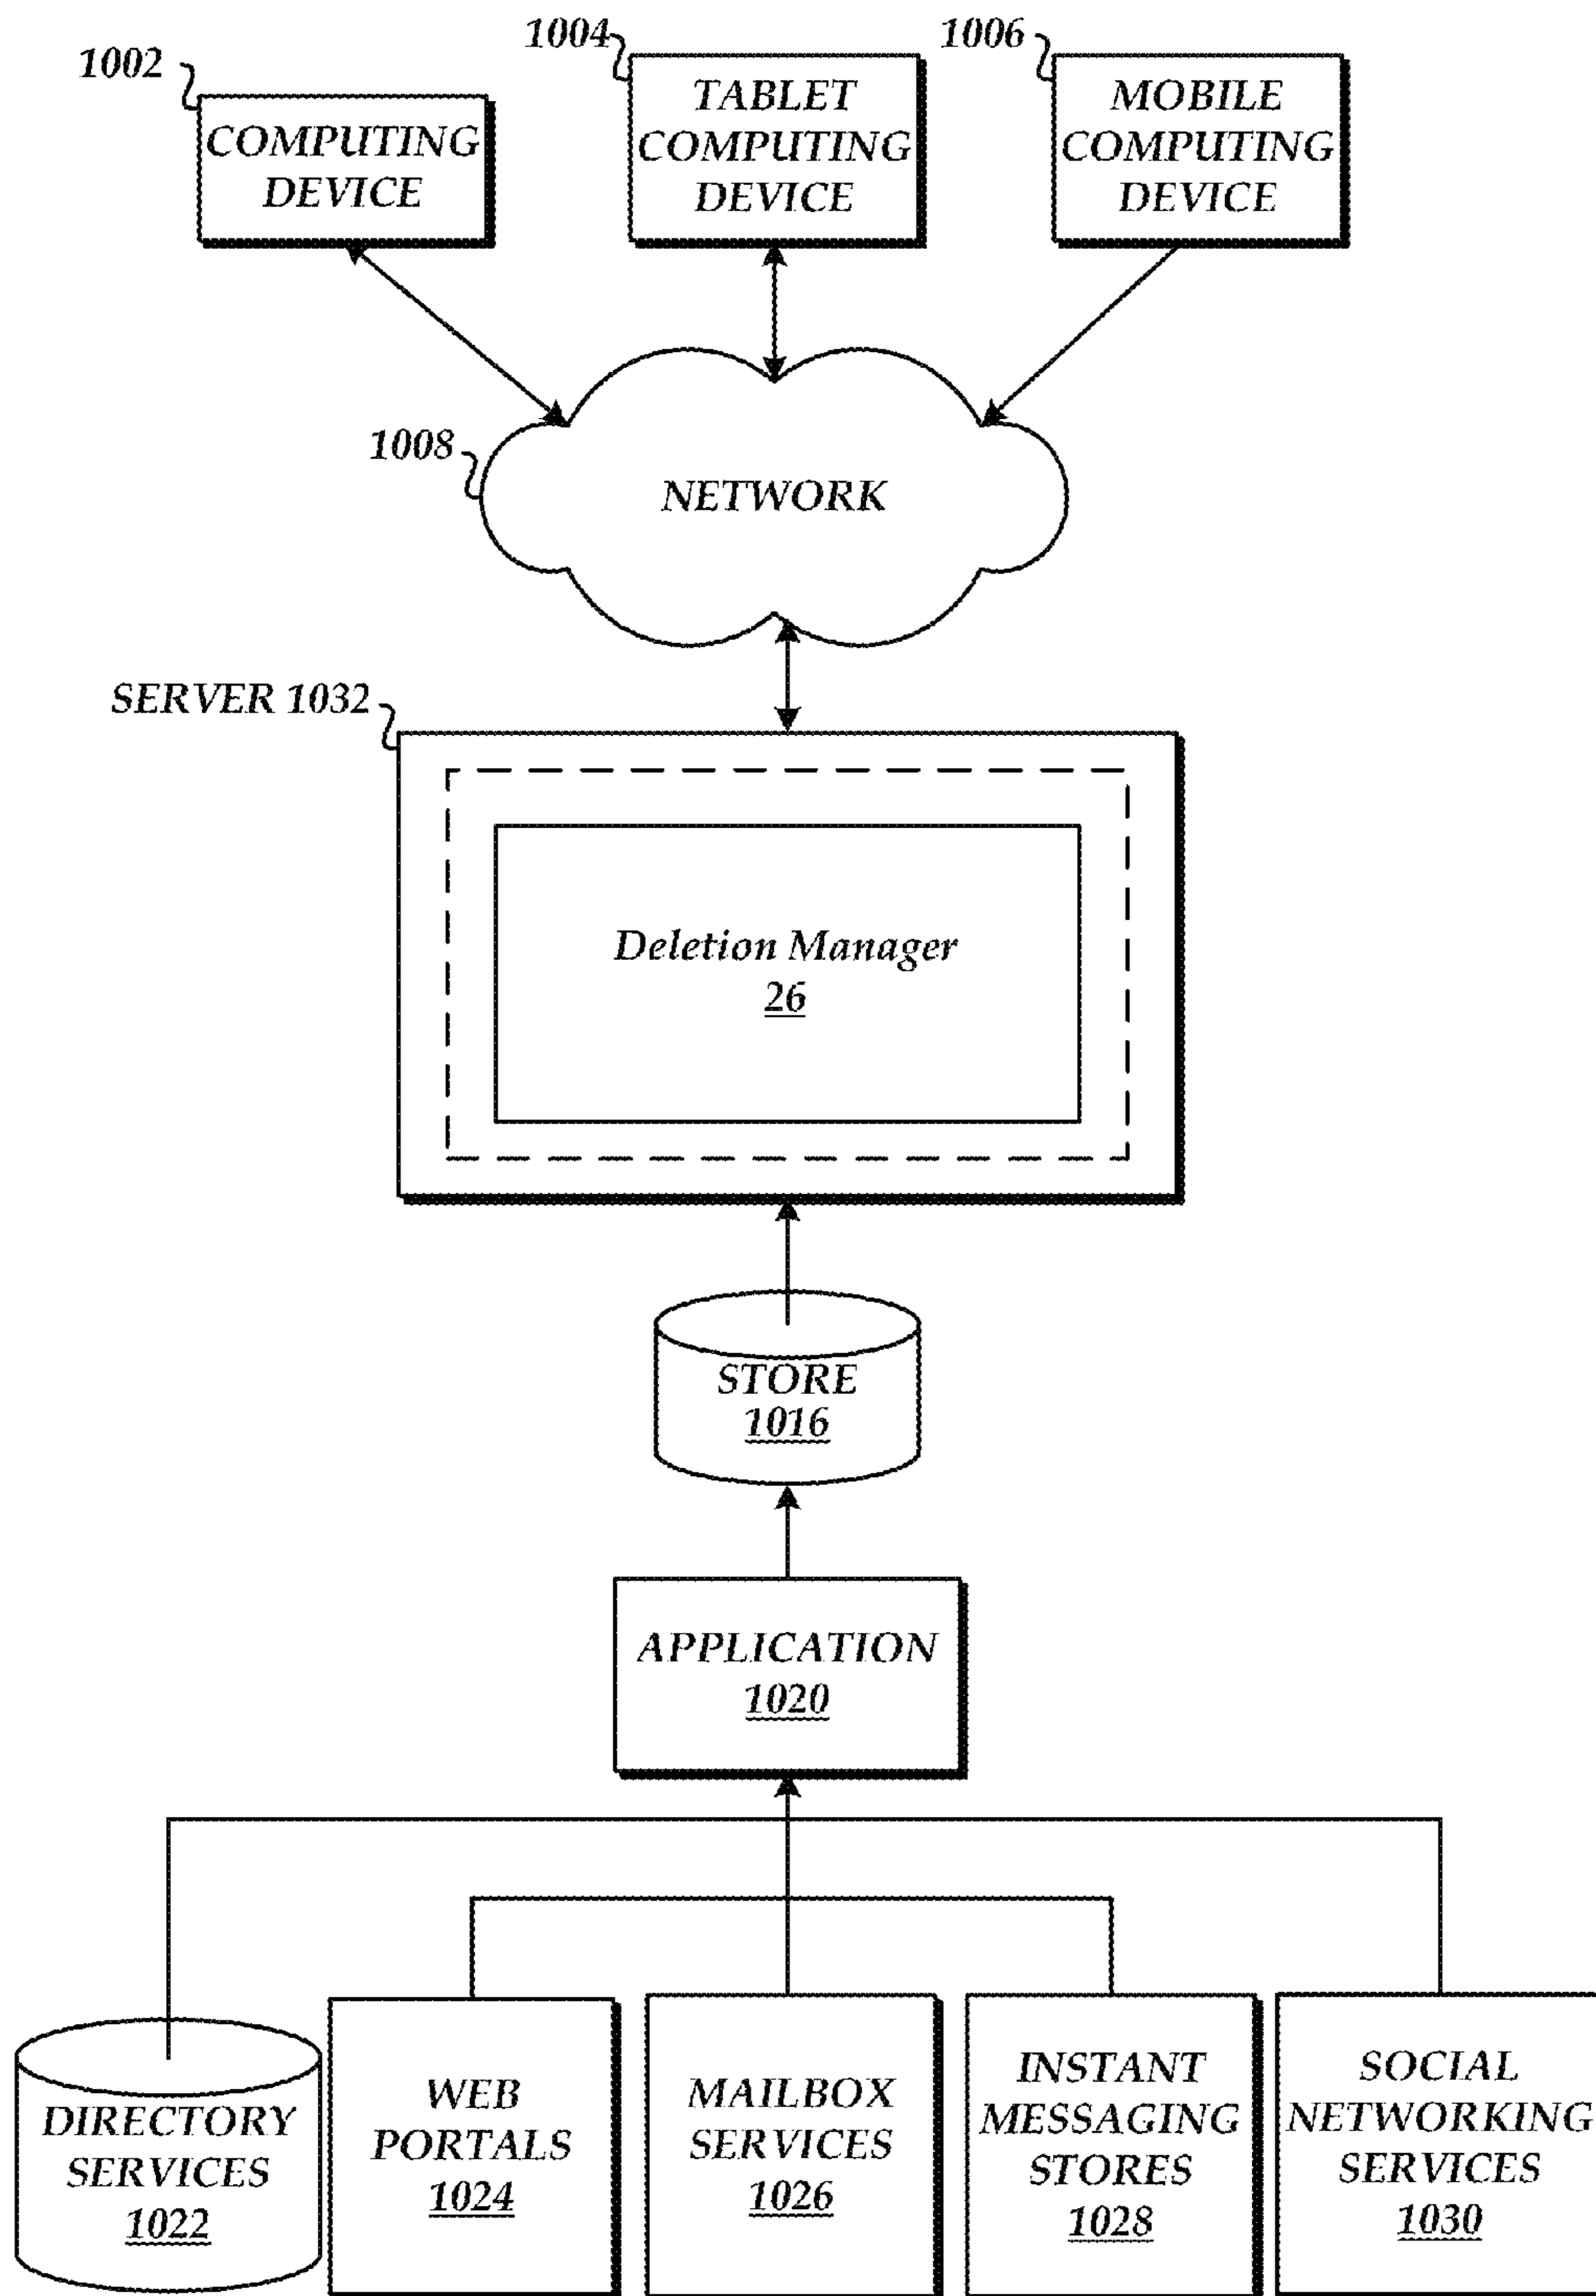 1002
COMPUTING
DEVICE
1004
TABLET
COMPUTING
DEVICE
1006
MOBILE
COMPUTING
DEVICE
1008
NETWORK
SERVER 1032
Deletion Manager
26
STORE
1016
APPLICATION
1020
DIRECTORY
SERVICES
1022
WEB
PORTALS
1024
MAILBOX
SERVICES
1026
INSTANT
MESSAGING
STORES
1028
SOCIAL
NETWORKING
SERVICES
1030